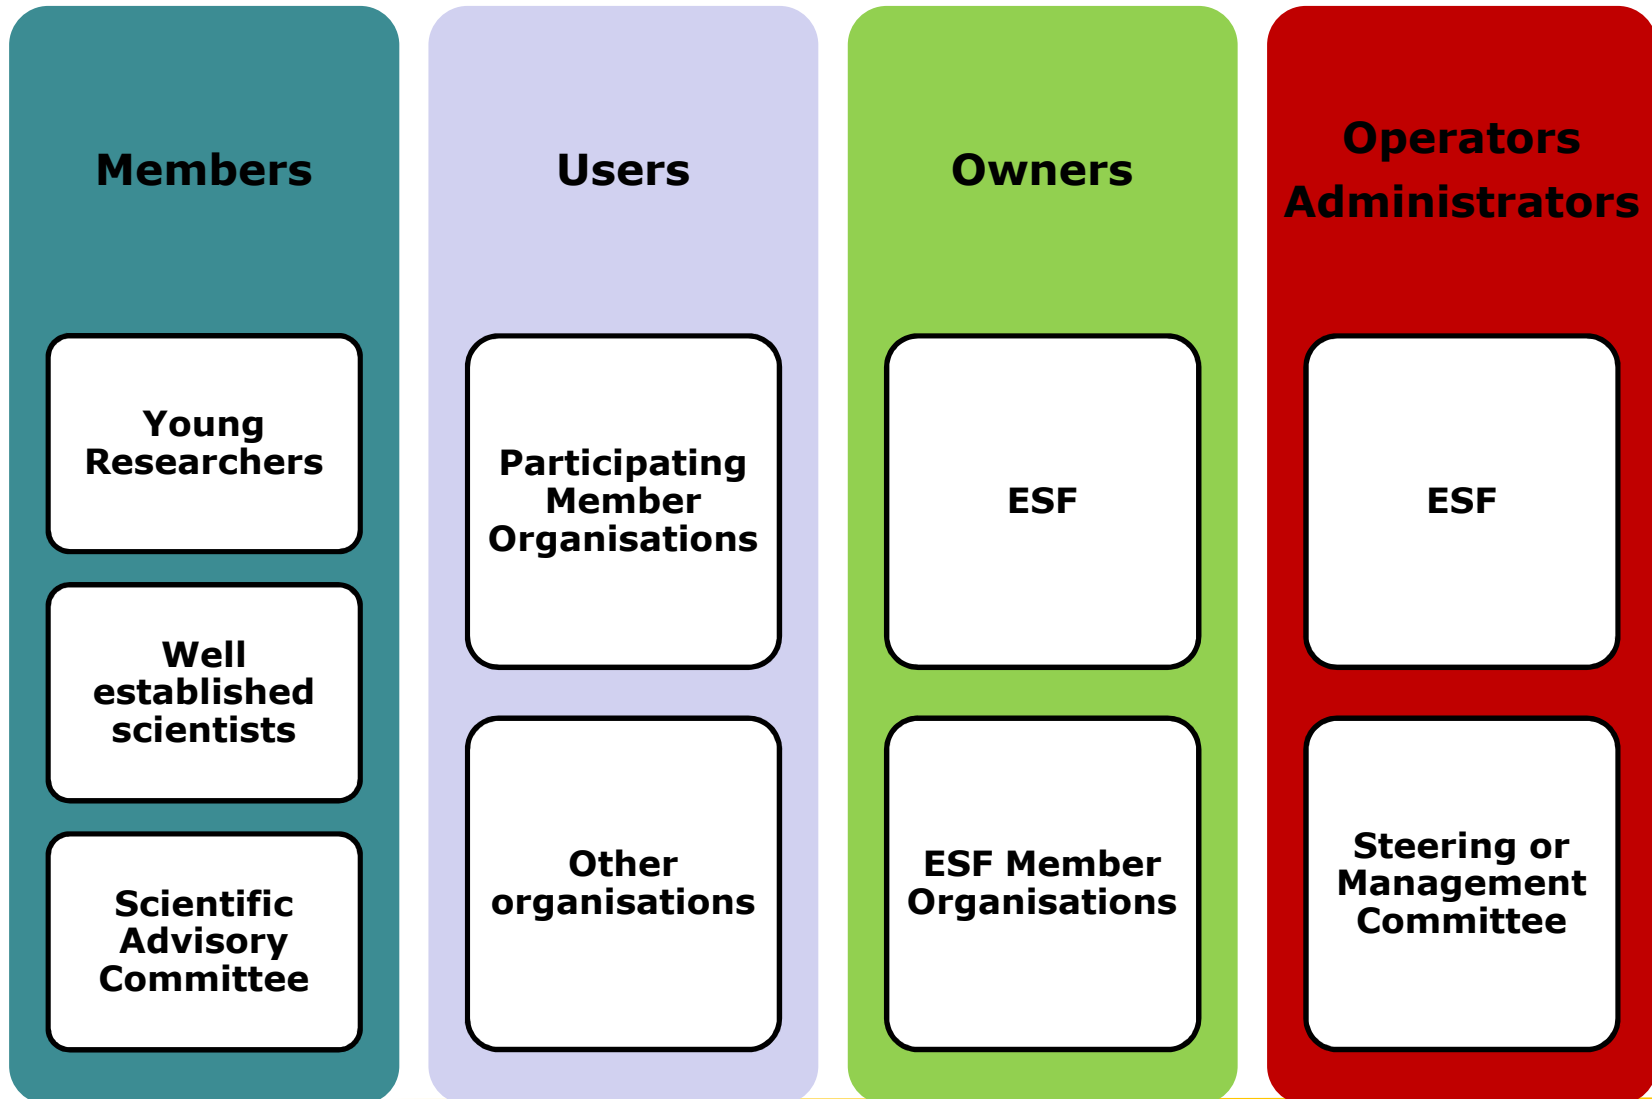 Members
Young
Researchers
Well
established
scientists
Scientific
Advisory
Committee
Users
Participating
Member
Organisations
Other
organisations
Owners
ESF
ESF Member
Organisations
Operators
Administrators
ESF
Steering or
Management
Committee